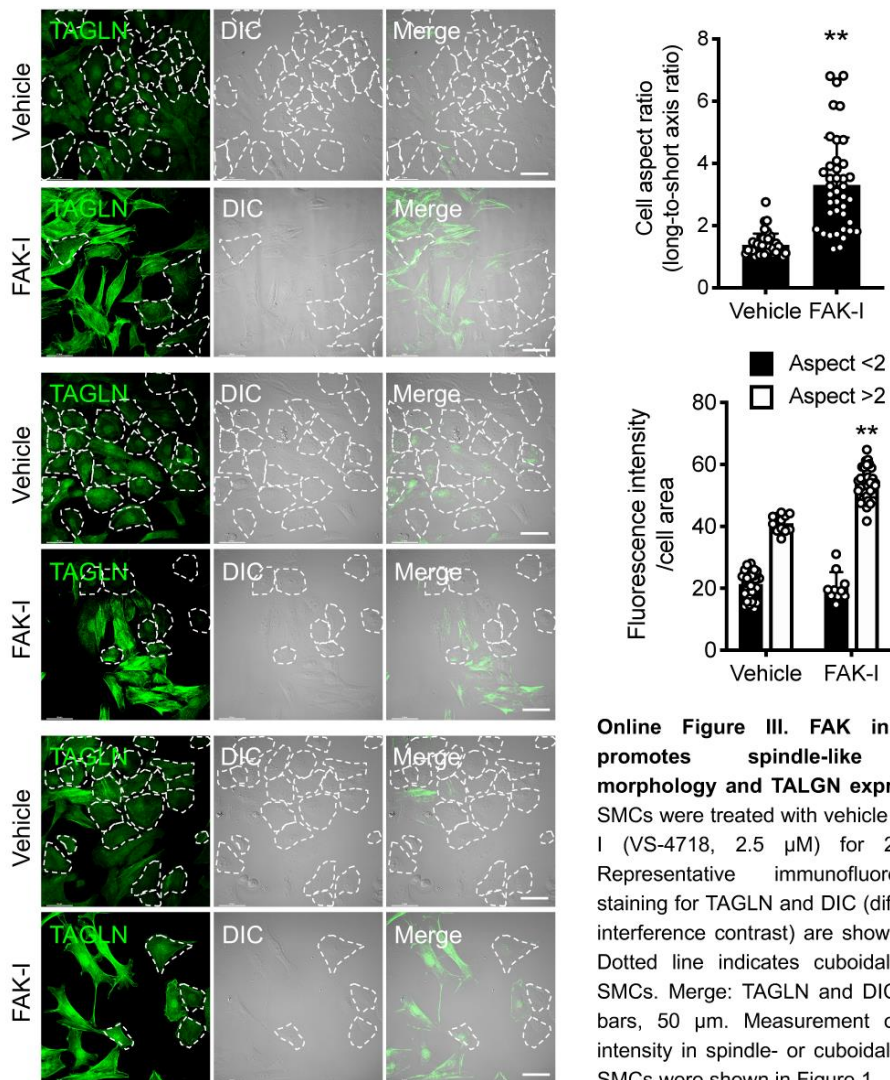 Vehicle
TAGLN DIC Merge
FAK-I
TAGLN DIC Merge
Vehicle
TAGLN DIC Merge
FAK-I
TAGLN DIC Merge
Vehicle
TAGLN DIC Merge
FAK-I
TAGLN DIC Merge
Cell aspect ratio
(long-to-short axis ratio)
8
6
4
2
0
**
Vehicle FAK-I
Aspect <2
Aspect >2
Fluorescence intensity
/cell area
80
60
40
20
0
**
Vehicle FAK-I
Online Figure III. FAK in
promotes spindle-like
morphology and TALGN expr
SMCs were treated with vehicle
I (VS-4718, 2.5 µM) for 2
Representative immunofluor
staining for TAGLN and DIC (dif
interference contrast) are show
Dotted line indicates cuboidal
SMCs. Merge: TAGLN and DIC
bars, 50 µm. Measurement o
intensity in spindle- or cuboidal
SMCs were shown in Figure 1